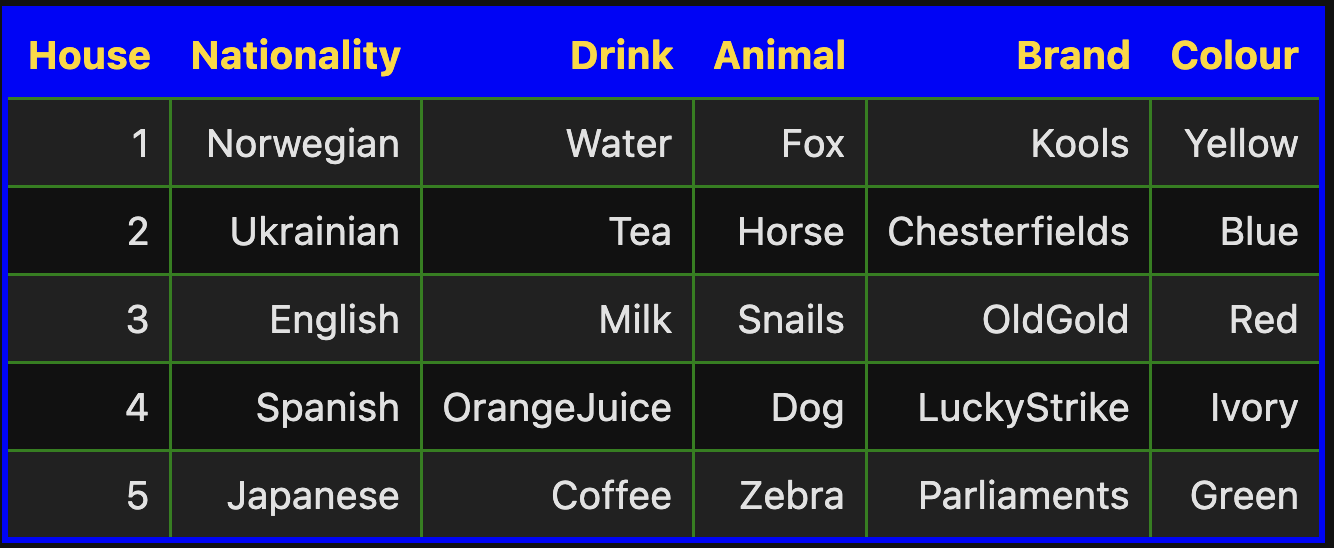 House Nationality Drink Animal Brand Colour
1 Norwegian Water Fox Kools Yellow
2 Ukrainian Tea Horse Chesterfields Blue
3 English Milk Snails OldGold Red
4 Spanish OrangeJuice Dog LuckyStrike Ivory
5 Japanese Coffee Zebra Parliaments Green